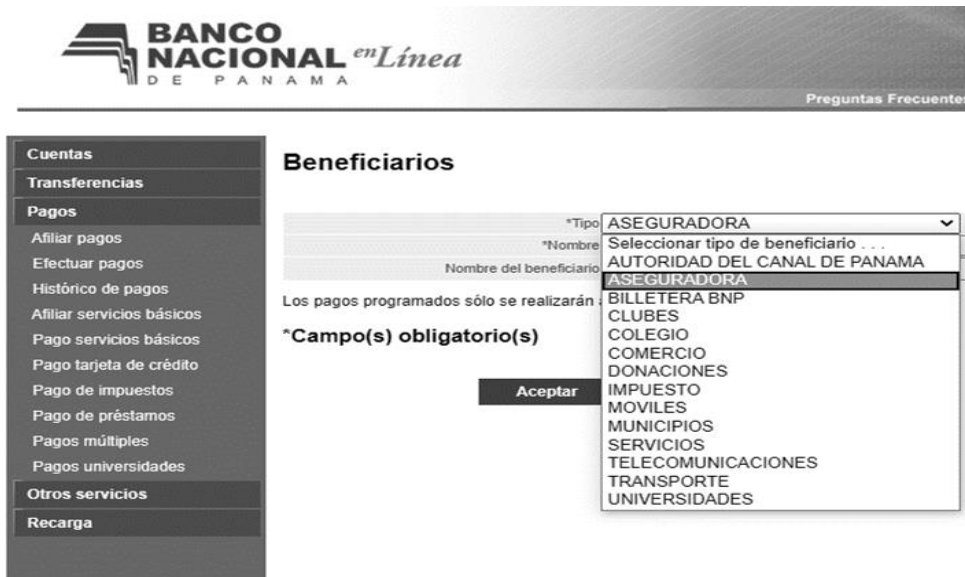 BANCO
NACIONAL en Línea
DE PANAMA
Preguntas Frecuentes
Cuentas
Transferencias
Pagos
Afiliar pagos
Efectuar pagos
Histórico de pagos
Afiliar servicios básicos
Pago servicios básicos
Pago tarjeta de crédito
Pago de impuestos
Pago de préstamos
Pagos múltiples
Pagos universidades
Otros servicios
Recarga
Beneficiarios
*Tipo ASEGURADORA
*Nombre
Nombre del beneficiario
Seleccionar tipo de beneficiario . . .
AUTORIDAD DEL CANAL DE PANAMA
ASEGURADORA
BILLETERA BNP
CLUBES
COLEGIO
COMERCIO
DONACIONES
IMPUESTO
MOVILES
MUNICIPIOS
SERVICIOS
TELECOMUNICACIONES
TRANSPORTE
UNIVERSIDADES
Los pagos programados sôlo se realizarán
*Campo(s) obligatorio(s)
Aceptar